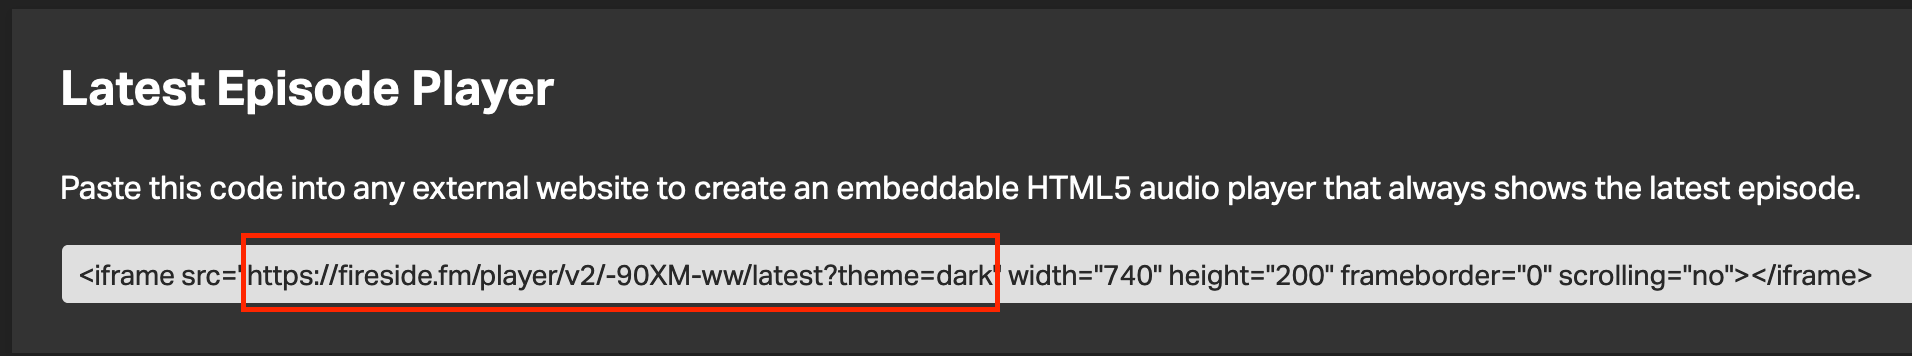 Latest Episode Player
Paste this code into any external website to create an embeddable HTML5 audio player that always shows the latest episode.
<iframe src="https://fireside.fm/player/v2/-90XM-ww/latest?theme=dark" width="740" height="200" frameborder="0" scrolling="no"></iframe>